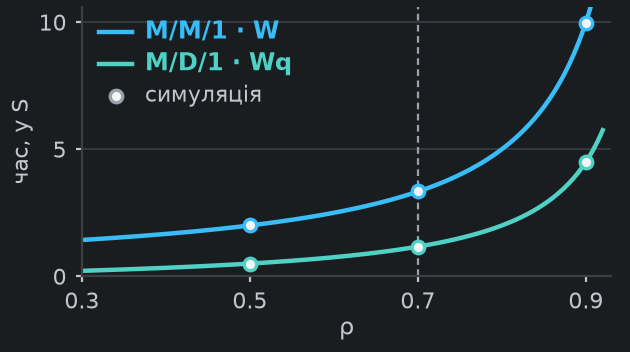 10
5
0
час, у S
M/M/1 · W
M/D/1 · Wq
симуляція
0.3 0.5 0.7 0.9
ρ